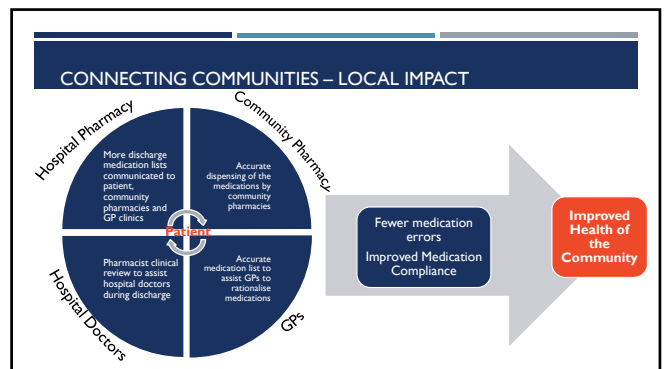 CONNECTING COMMUNITIES – LOCAL IMPACT
Hospital Pharmacy
Community Pharmacy
More discharge
medication lists
communicated to
patient,
community
pharmacies and
GP clinics
Accurate
dispensing of the
medications by
community
pharmacies
Patient
Pharmacist clinical
review to assist
hospital doctors
during discharge
Accurate
medication list to
assist GPs to
rationalise
medications
Hospital Doctors
GPs
Fewer medication
errors
Improved Medication
Compliance
Improved
Health of
the
Community